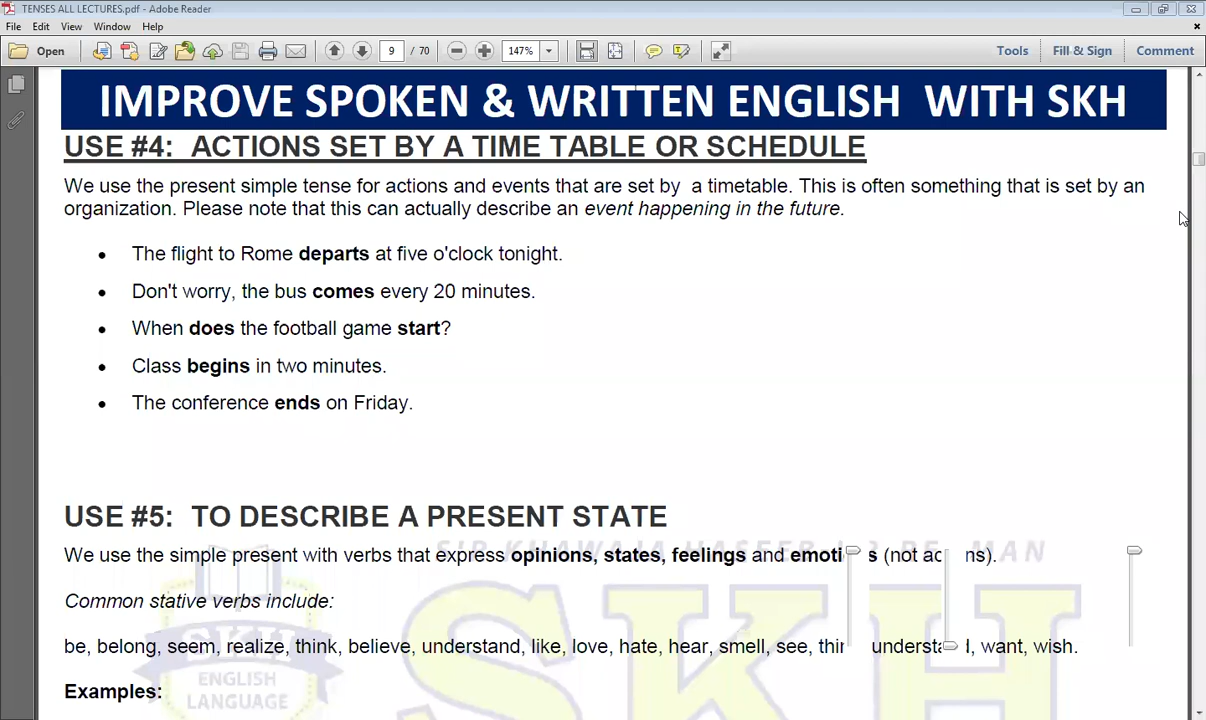 TENSES ALL LECTURES.pdf - Adobe Reader
File Edit View Window Help
Open 9 / 70 147% Tools Fill & Sign Comment
IMPROVE SPOKEN & WRITTEN ENGLISH WITH SKH
USE #4: ACTIONS SET BY A TIME TABLE OR SCHEDULE
We use the present simple tense for actions and events that are set by a timetable. This is often something that is set by an
organization. Please note that this can actually describe an event happening in the future.
• The flight to Rome departs at five o'clock tonight.
• Don't worry, the bus comes every 20 minutes.
• When does the football game start?
• Class begins in two minutes.
• The conference ends on Friday.
USE #5: TO DESCRIBE A PRESENT STATE
We use the simple present with verbs that express opinions, states, feelings and (not
Common stative verbs include:
be, belong, seem, realize, think, believe, understand, like, love, hate, hear, smell, see, want, wish.
Examples:
SKH
ENGLISH
LANGUAGE
SKH